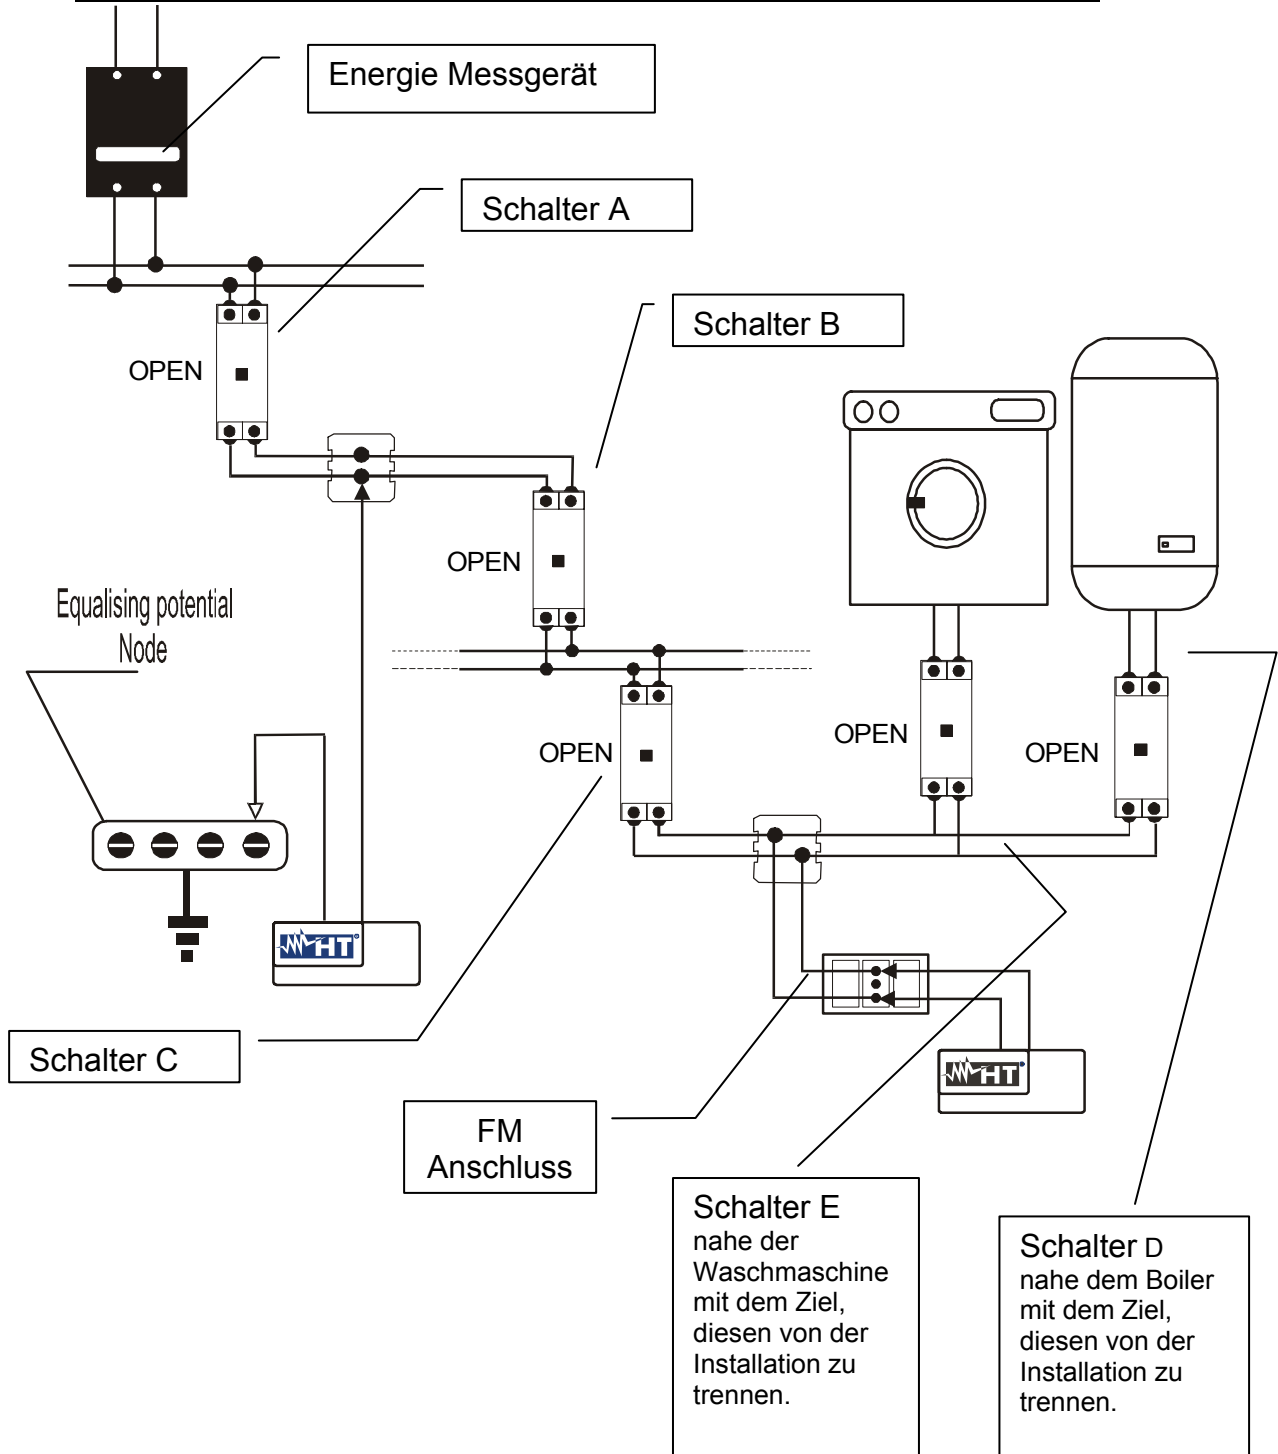 Energie Messgerät
Schalter A
Schalter B
OPEN
OPEN
Equalising potential
Node
OPEN
OPEN
OPEN
HT
Schalter C
HT
FM
Anschluss
Schalter E
nahe der
Waschmaschine
mit dem Ziel,
diesen von der
Installation zu
trennen.
Schalter D
nahe dem Boiler
mit dem Ziel,
diesen von der
Installation zu
trennen.